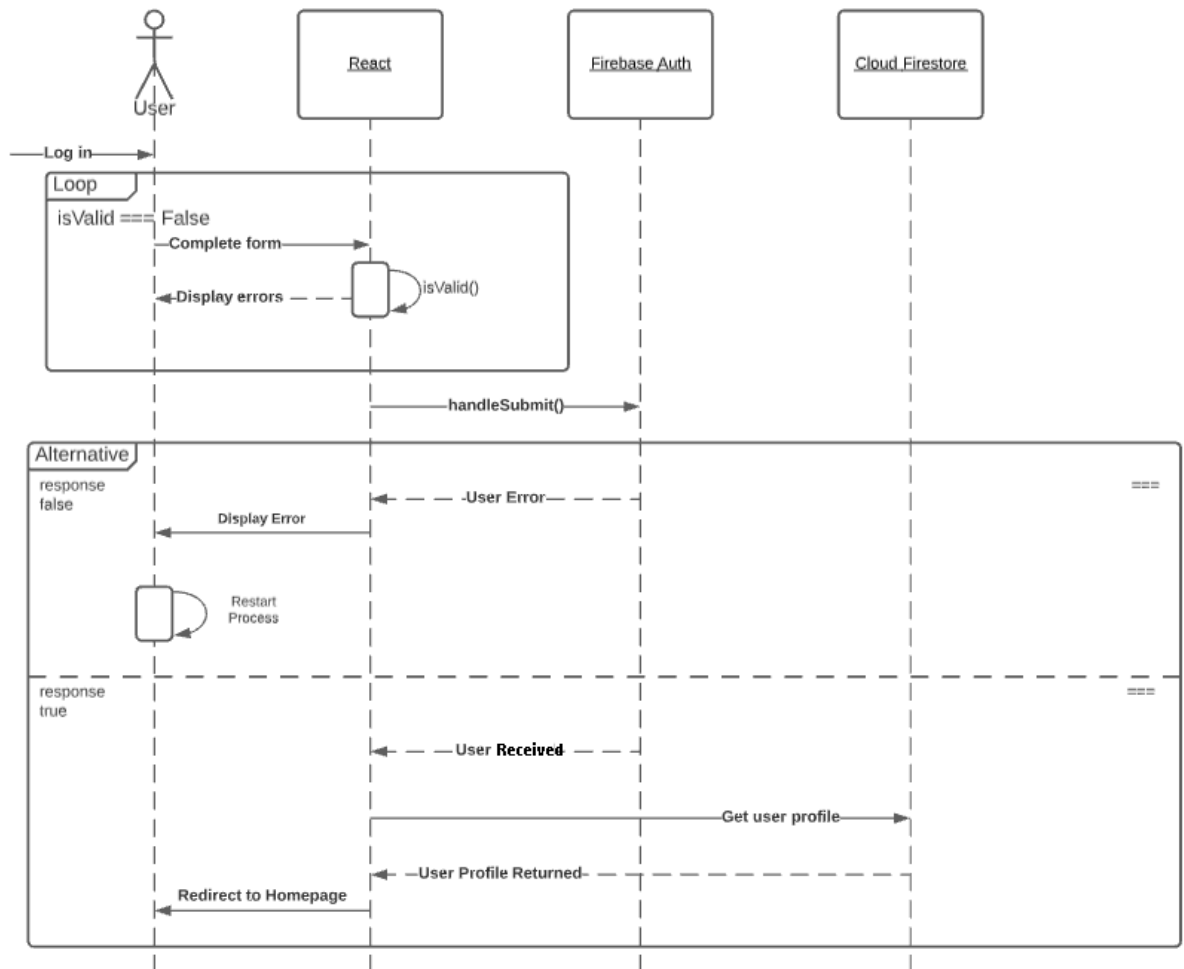 User
React
Firebase Auth
Cloud Firestore
Log in
Loop
isValid === False
Complete form
isValid()
Display errors
handleSubmit()
Alternative
response ===
false
User Error
Display Error
Restart
Process
response ===
true
User Received
Get user profile
User Profile Returned
Redirect to Homepage